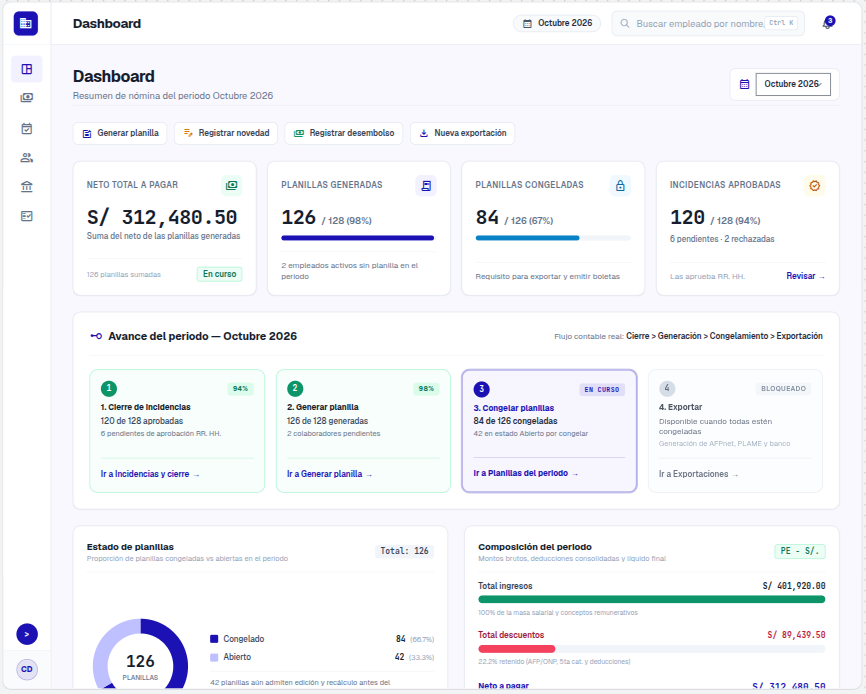 Dashboard
Octubre 2026
Buscar empleado por nombre.
Ctrl K
3
Dashboard
Resumen de nómina del periodo Octubre 2026
Octubre 2026
Generar planilla
Registrar novedad
Registrar desembolso
Nueva exportación
NETO TOTAL A PAGAR
S/ 312,480.50
Suma del neto de las planillas generadas
126 planillas sumadas
En curso
PLANILLAS GENERADAS
126 / 128 (98%)
2 empleados activos sin planilla en el
periodo
PLANILLAS CONGELADAS
84 / 126 (67%)
Requisito para exportar y emitir boletas
INCIDENCIAS APROBADAS
120 / 128 (94%)
6 pendientes · 2 rechazadas
Las aprueba RR. HH.
Revisar →
Avance del periodo — Octubre 2026
Flujo contable real: Cierre > Generación > Congelamiento > Exportación
1
94%
1. Cierre de Incidencias
120 de 128 aprobadas
6 pendientes de aprobación RR. HH.
Ir a Incidencias y cierre →
2
98%
2. Generar planilla
126 de 128 generadas
2 colaboradores pendientes
Ir a Generar planilla →
3
EN CURSO
3. Congelar planillas
84 de 126 congeladas
42 en estado Abierto por congelar
Ir a Planillas del periodo →
4
BLOQUEADO
4. Exportar
Disponible cuando todas estén
congeladas
Generación de AFPnet, PLAME y banco
Ir a Exportaciones →
Estado de planillas
Proporción de planillas congeladas vs abiertas en el periodo
Total: 126
126
PLANILLAS
Congelado
84 (66.7%)
Abierto
42 (33.3%)
42 planillas aún admiten edición y recálculo antes del
Composición del periodo
Montos brutos, deducciones consolidadas y líquido final
PE - S/.
Total ingresos
S/ 401,920.00
100% de la masa salarial y conceptos remunerativos
Total descuentos
S/ 89,439.50
22.2% retenido (AFP/ONP, 5ta cat. y deducciones)
Neto a pagar
S/ 312,480.50
>
CD